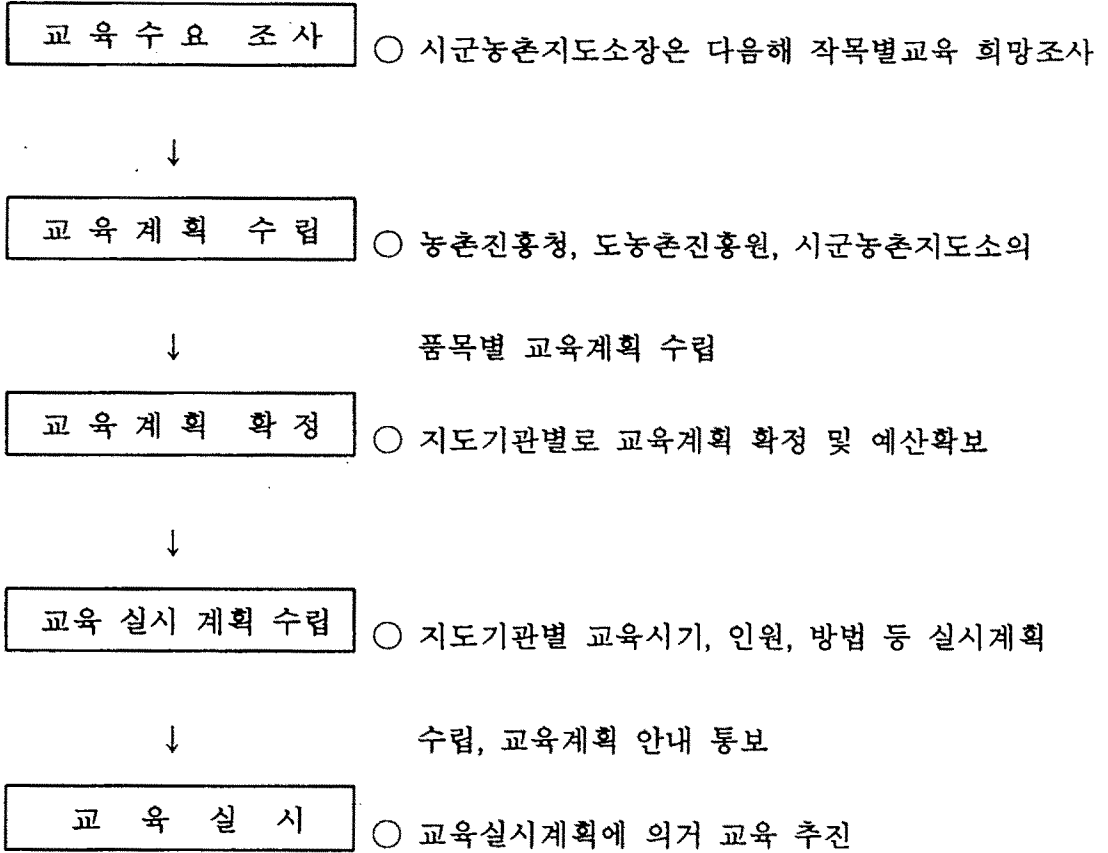 교육수요 조사 ○ 시군농촌지도소장은 다음해 작목별교육 희망조사
↓
교육계획 수립 ○ 농촌진흥청, 도농촌진흥원, 시군농촌지도소의
↓ 품목별 교육계획 수립
교육계획 확정 ○ 지도기관별로 교육계획 확정 및 예산확보
↓
교육 실시 계획 수립 ○ 지도기관별 교육시기, 인원, 방법 등 실시계획
↓ 수립, 교육계획 안내 통보
교 육 실 시 ○ 교육실시계획에 의거 교육 추진